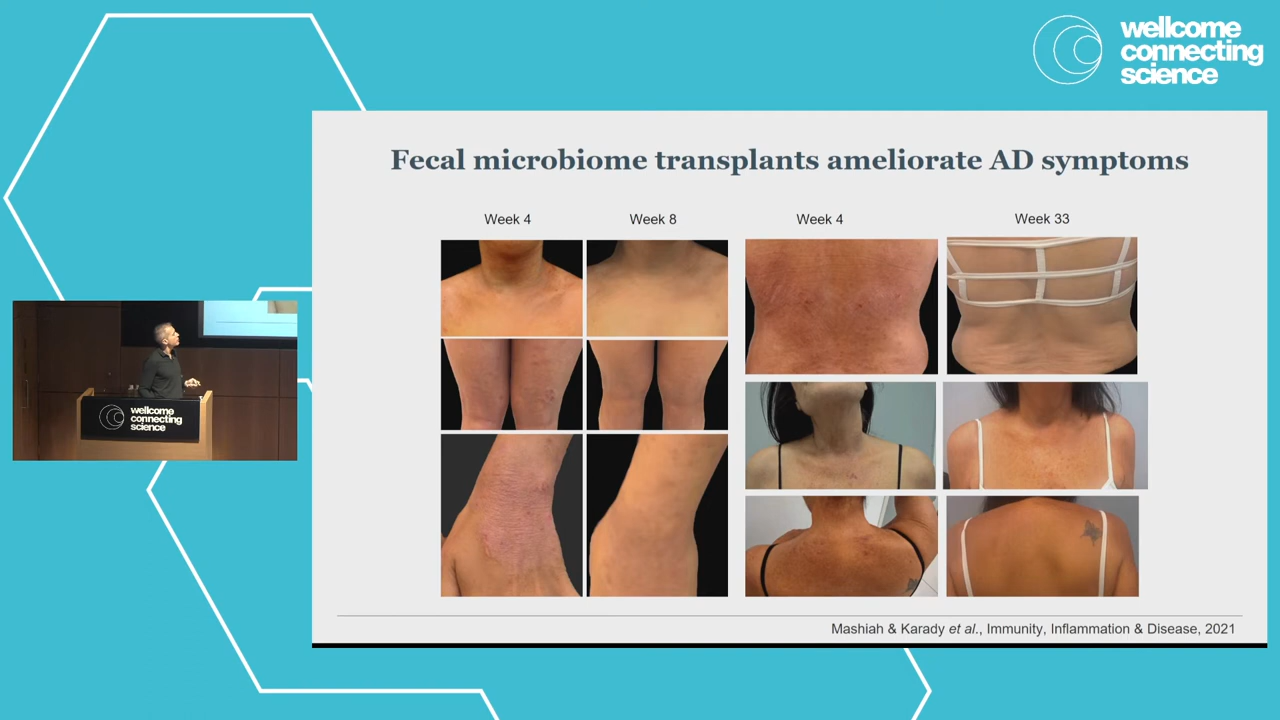 wellcome
connecting
science
Fecal microbiome transplants ameliorate AD symptoms
Week 4
Week 8
Week 4
Week 33
wellcome
connecting
science
Mashiah & Karady et al., Immunity, Inflammation & Disease, 2021